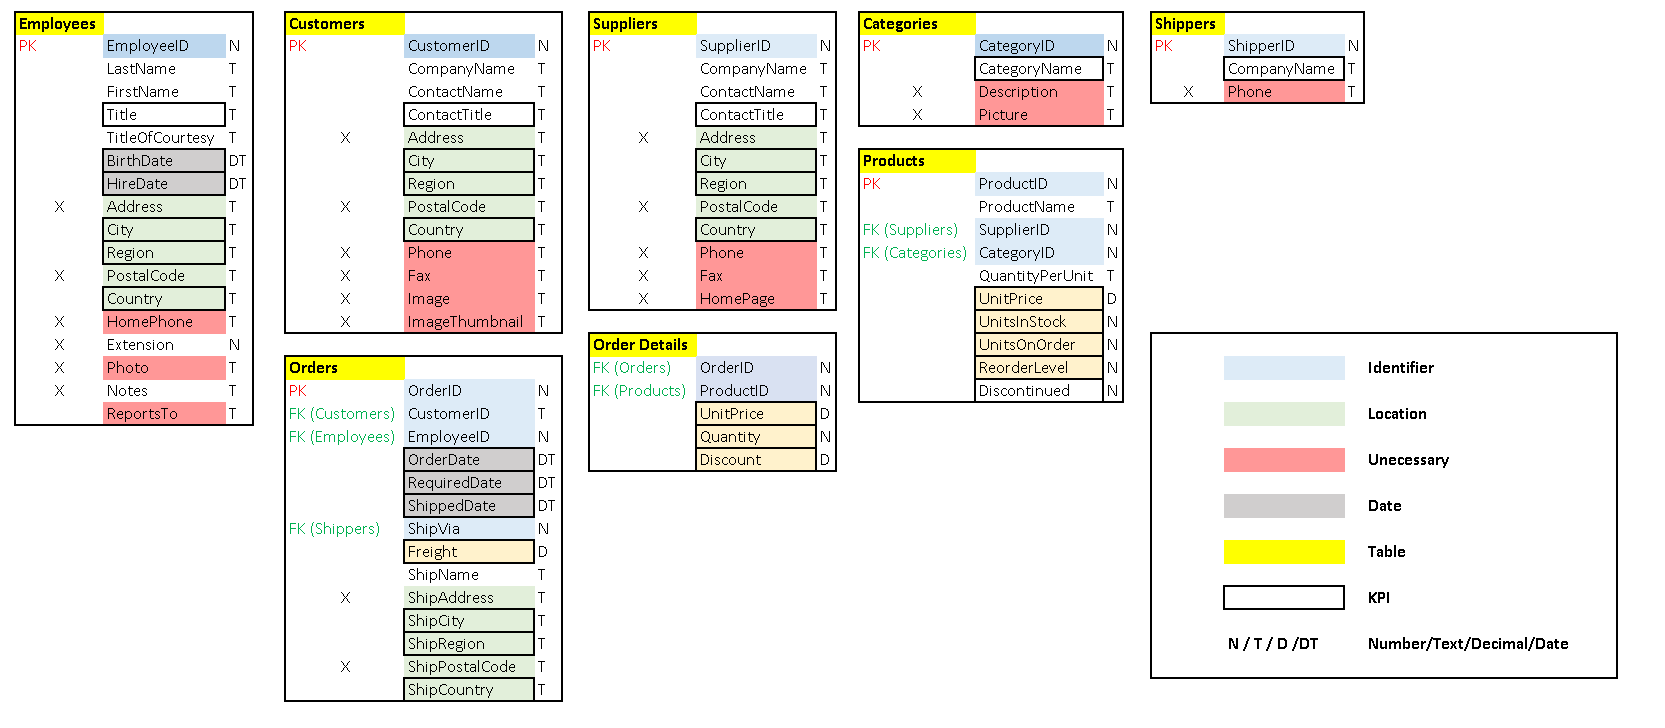 Employees
PK EmployeeID N
LastName T
FirstName T
Title T
TitleOfCourtesy T
BirthDate DT
HireDate DT
X Address T
City T
Region T
X PostalCode T
Country T
X HomePhone T
X Extension N
X Photo T
X Notes T
ReportsTo T
Customers
PK CustomerID N
CompanyName T
ContactName T
ContactTitle T
X Address T
City T
Region T
X PostalCode T
Country T
X Phone T
X Fax T
X Image T
X ImageThumbnail T
Orders
PK OrderID N
FK (Customers) CustomerID T
FK (Employees) EmployeeID N
OrderDate DT
RequiredDate DT
ShippedDate DT
FK (Shippers) ShipVia N
Freight D
ShipName T
X ShipAddress T
ShipCity T
ShipRegion T
X ShipPostalCode T
ShipCountry T
Suppliers
PK SupplierID N
CompanyName T
ContactName T
ContactTitle T
X Address T
City T
Region T
X PostalCode T
Country T
X Phone T
X Fax T
X HomePage T
Order Details
FK (Orders) OrderID N
FK (Products) ProductID N
UnitPrice D
Quantity N
Discount D
Categories
PK CategoryID N
CategoryName T
X Description T
X Picture T
Products
PK ProductID N
ProductName T
FK (Suppliers) SupplierID N
FK (Categories) CategoryID N
QuantityPerUnit T
UnitPrice D
UnitsInStock N
UnitsOnOrder N
ReorderLevel N
Discontinued N
Shippers
PK ShipperID N
CompanyName T
X Phone T
Identifier
Location
Unecessary
Date
Table
KPI
N / T / D /DT Number/Text/Decimal/Date